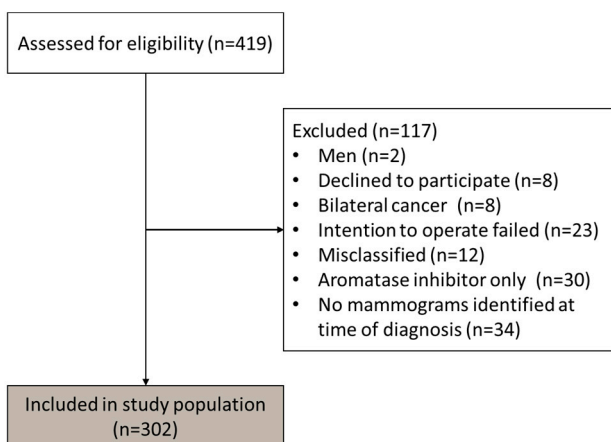 Assessed for eligibility (n=419)
Excluded (n=117)
• Men (n=2)
• Declined to participate (n=8)
• Bilateral cancer (n=8)
• Intention to operate failed (n=23)
• Misclassified (n=12)
• Aromatase inhibitor only (n=30)
• No mammograms identified at
time of diagnosis (n=34)
Included in study population
(n=302)